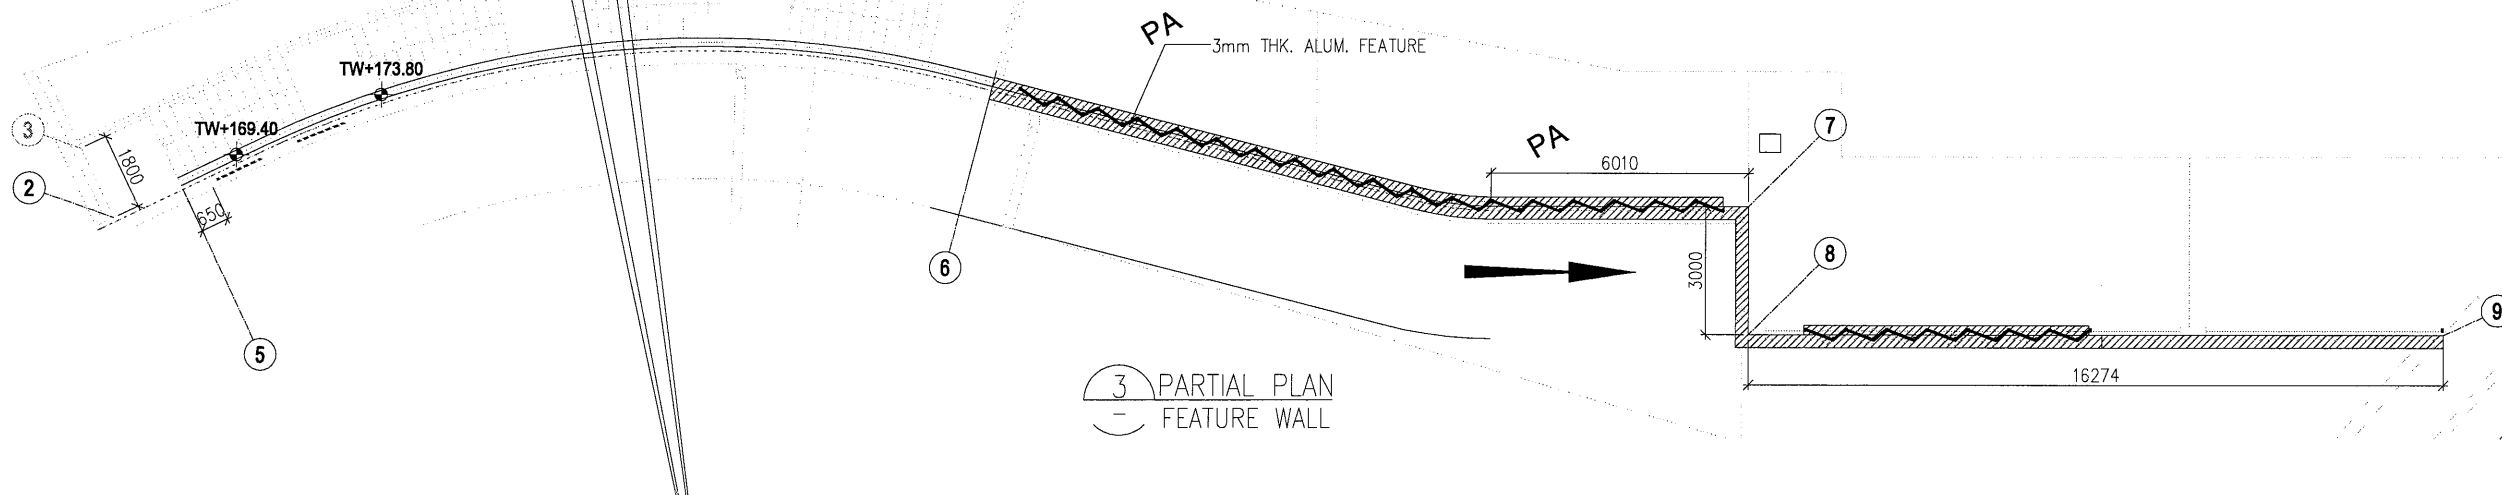 PA
3mm THK. ALUM. FEATURE
TW+173.80
TW+169.40
3
1800
2
650
5
6
PA
6010
7
3000
8
9
16274
3 PARTIAL PLAN
- FEATURE WALL